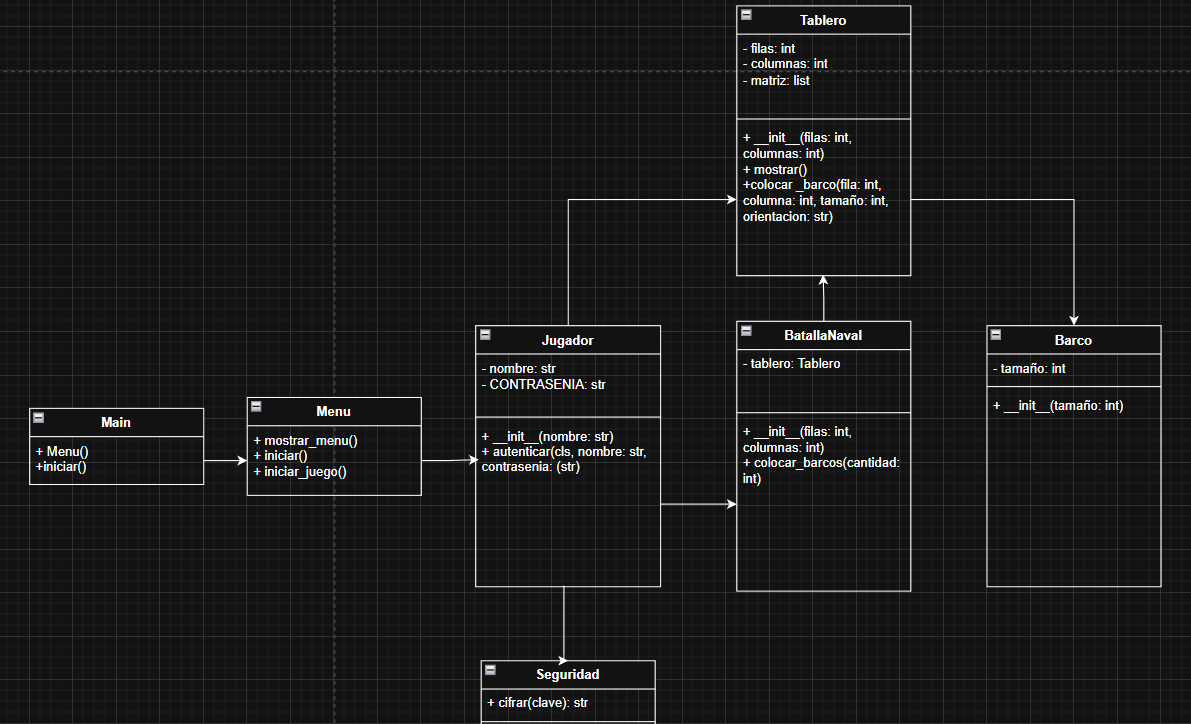 Tablero
- filas: int
- columnas: int
- matriz: list
+ __init__(filas: int,
columnas: int)
+ mostrar()
+colocar _barco(fila: int,
columna: int, tamaño: int,
orientacion: str)
Jugador
- nombre: str
- CONTRASENIA: str
+ __init__(nombre: str)
+ autenticar(cls, nombre: str,
contrasenia: (str)
BatallaNaval
- tablero: Tablero
+ __init__(filas: int,
columnas: int)
+ colocar_barcos(cantidad:
int)
Barco
- tamaño: int
+ __init__(tamaño: int)
Main
+ Menu()
+iniciar()
Menu
+ mostrar_menu()
+ iniciar()
+ iniciar_juego()
Seguridad
+ cifrar(clave): str